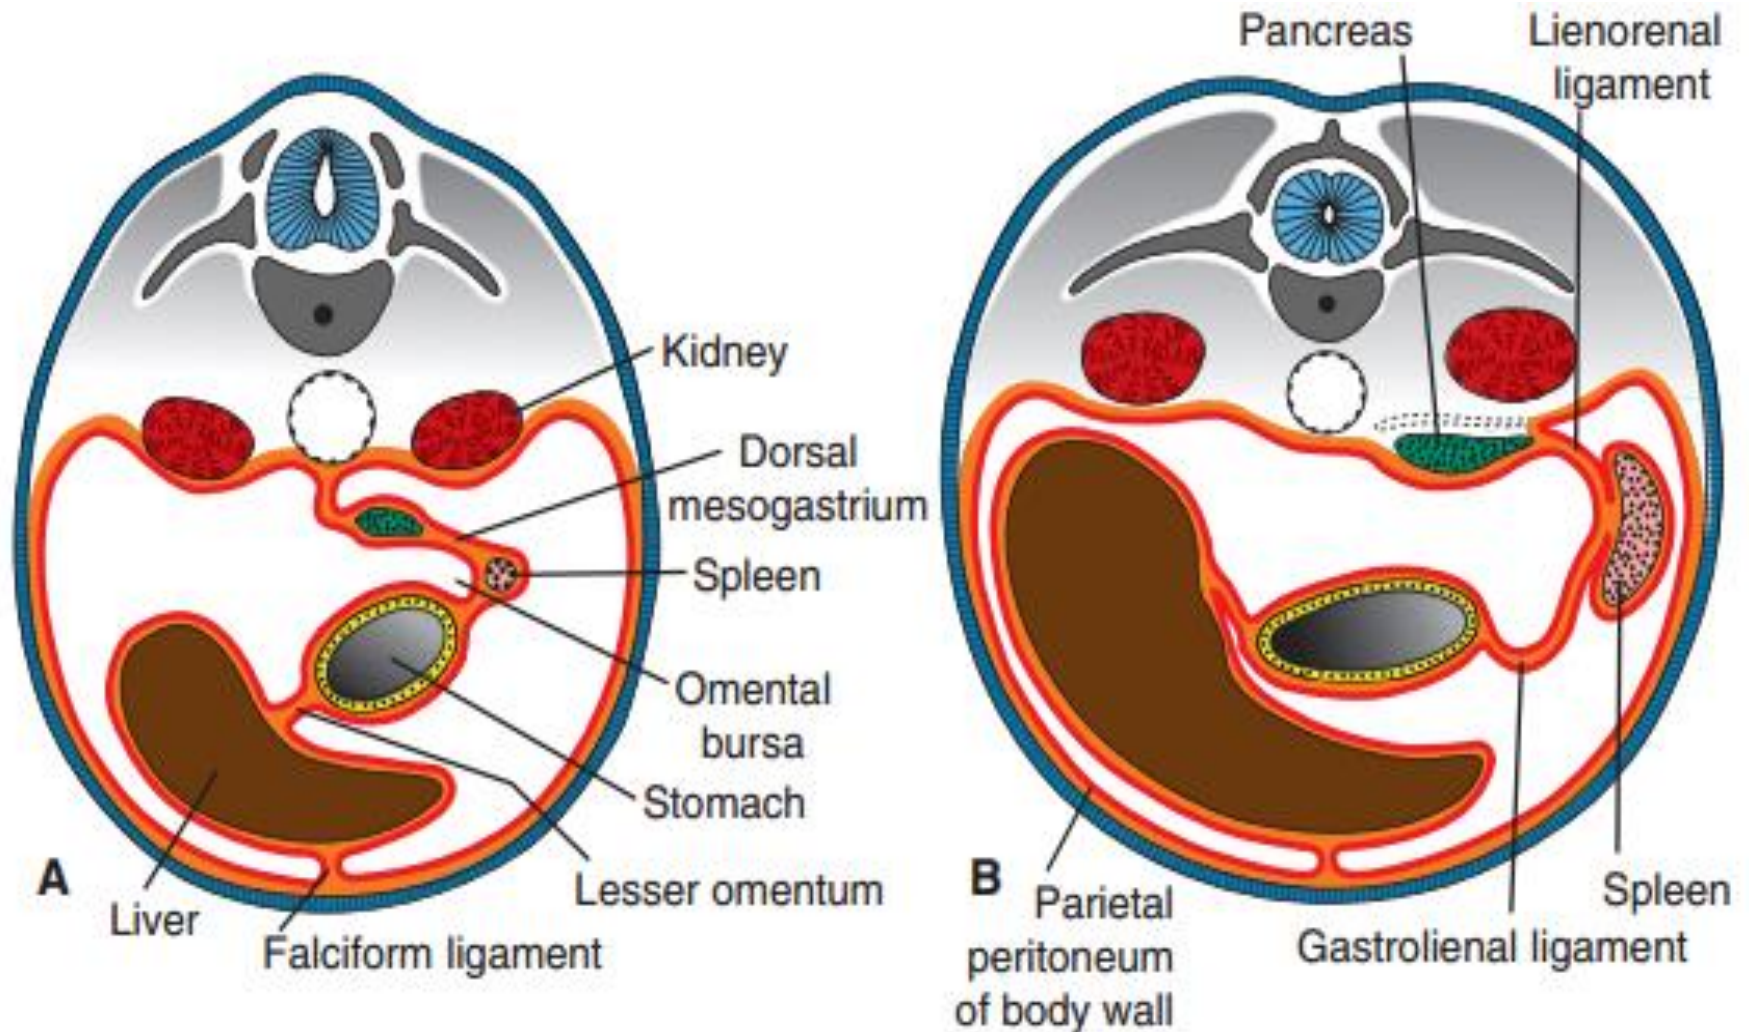 Kidney
Dorsal
mesogastrium
Spleen
Omental
bursa
Stomach
Lesser omentum
Falciform ligament
Liver
A
Pancreas
Lienorenal
ligament
B
Parietal
peritoneum
of body wall
Gastrolienal ligament
Spleen